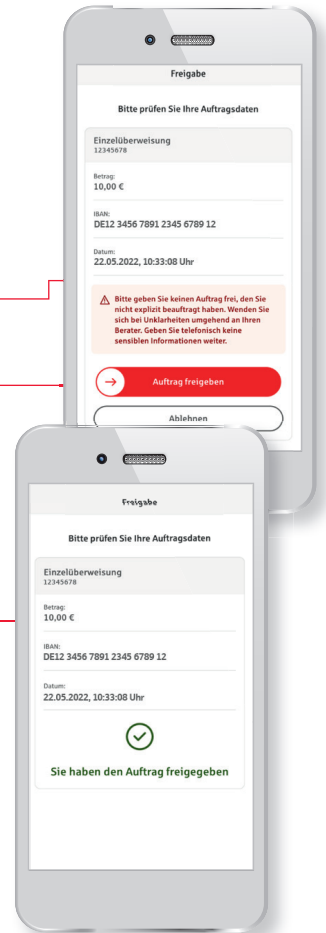 Freigabe
Bitte prüfen Sie Ihre Auftragsdaten
Einzelüberweisung
12345678
Betrag:
10,00 €
IBAN:
DE12 3456 7891 2345 6789 12
Datum:
22.05.2022, 10:33:08 Uhr
Bitte geben Sie keinen Auftrag frei, den Sie
nicht explizit beauftragt haben. Wenden Sie
sich bei Unklarheiten umgehend an Ihren
Berater. Geben Sie telefonisch keine
sensiblen Informationen weiter.
Auftrag freigeben
Ablehnen
Freigabe
Bitte prüfen Sie Ihre Auftragsdaten
Einzelüberweisung
12345678
Betrag:
10,00 €
IBAN:
DE12 3456 7891 2345 6789 12
Datum:
22.05.2022, 10:33:08 Uhr
Sie haben den Auftrag freigegeben